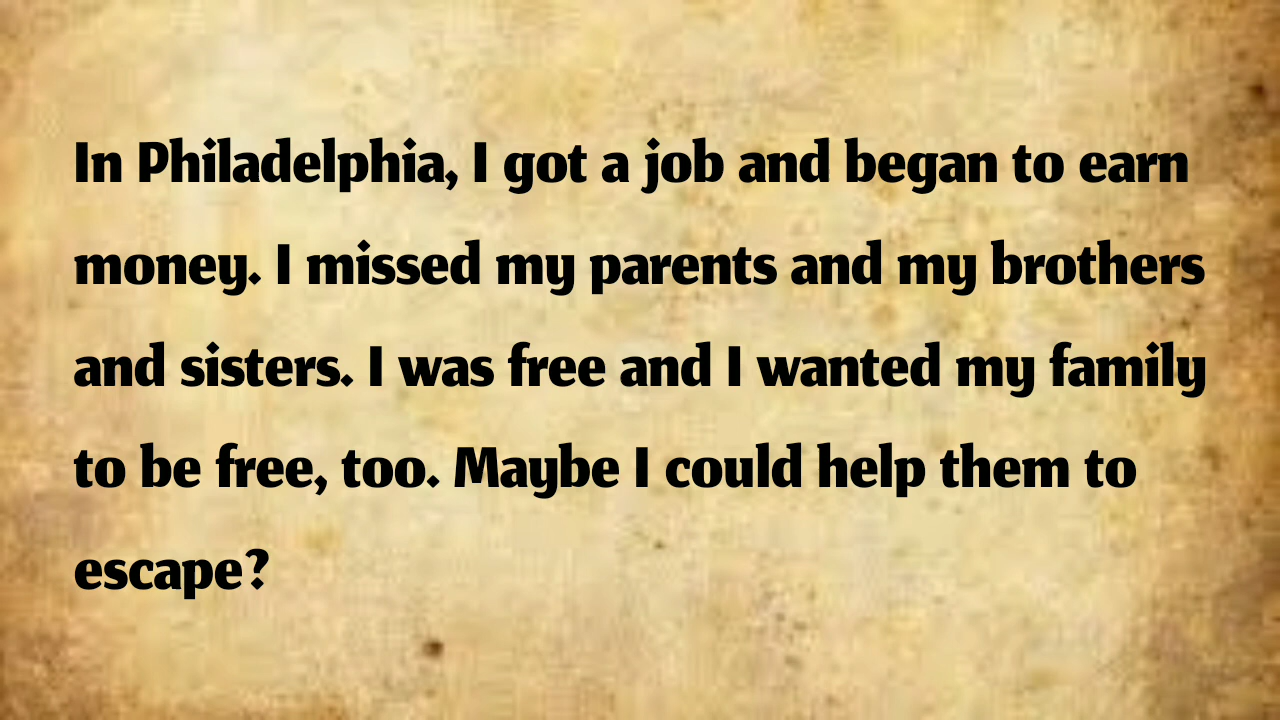 In Philadelphia, I got a job and began to earn
money. I missed my parents and my brothers
and sisters. I was free and I wanted my family
to be free, too. Maybe I could help them to
escape?